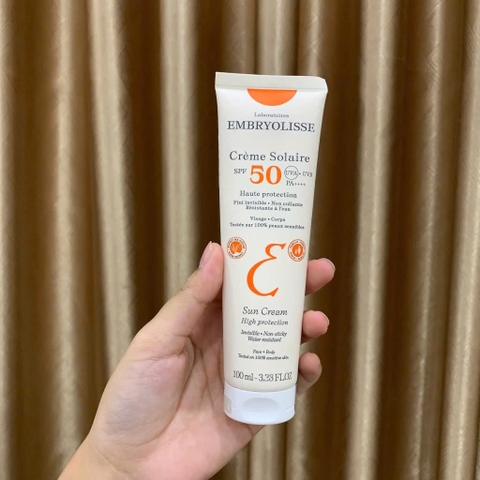 Laboratoires
EMBRYOLISSE
Crème Solaire
SPF 50 UVA + UVB
PA++++
Haute protection
Fini invisible • Non collante
Résistante à l'eau
Visage + Corps
Testée sur 100% peaux sensibles
E
Sun Cream
High protection
Invisible • Non-sticky
Water-resistant
Face + Body
Tested on 100% sensitive skin
100 ml - 3.38 FL.OZ